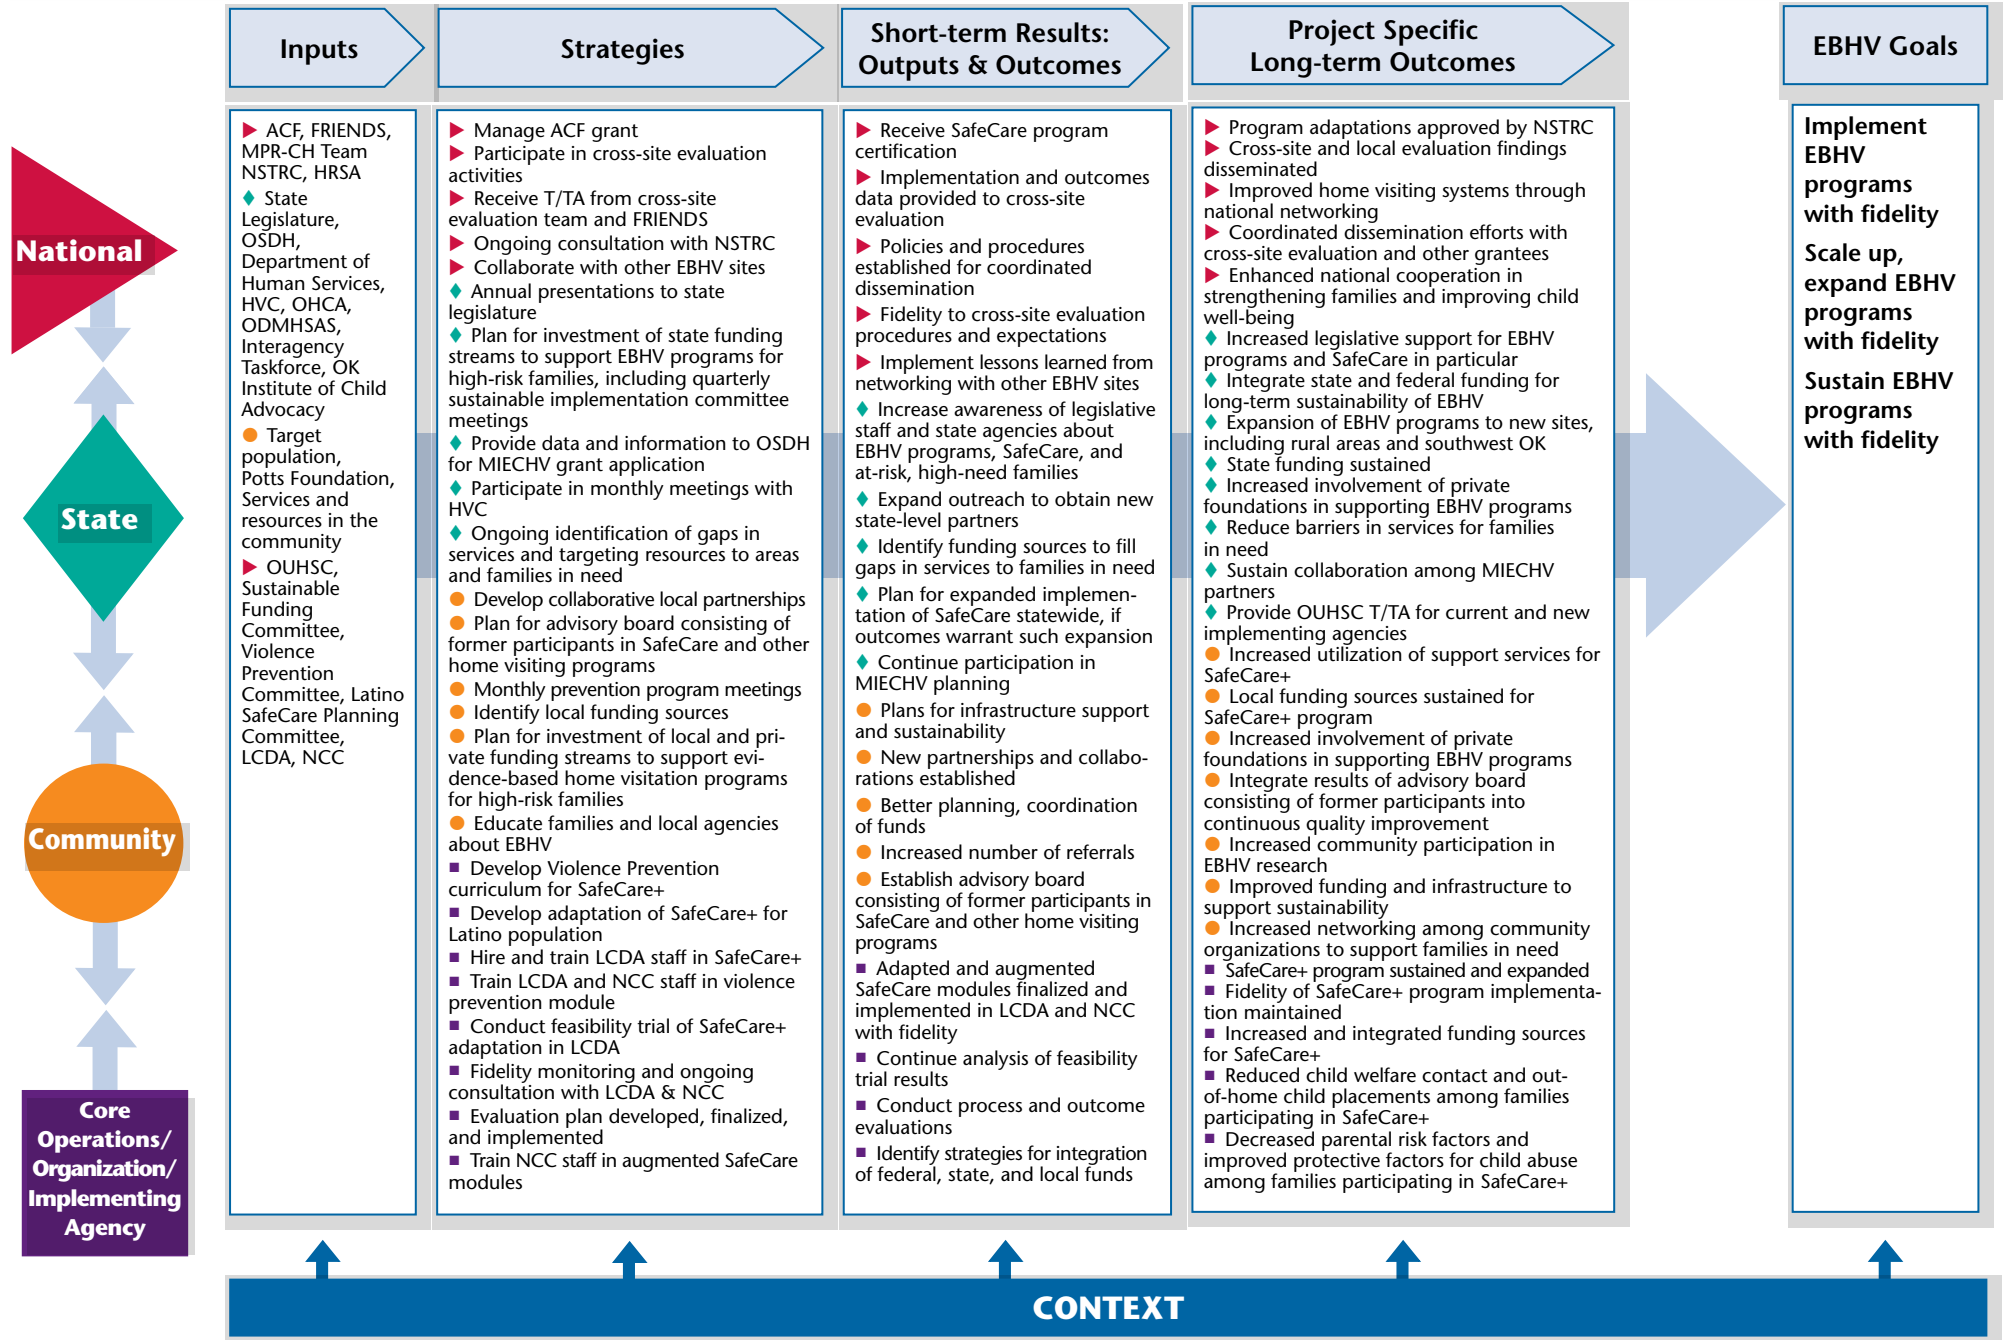 Inputs
Strategies
Short-term Results:
Outputs & Outcomes
Project Specific
Long-term Outcomes
EBHV Goals
National
State
Community
Core
Operations/
Organization/
Implementing
Agency
ACF, FRIENDS,
MPR-CH Team
NSTRC, HRSA
State
Legislature,
OSDH,
Department of
Human Services,
HVC, OHCA,
ODMHSAS,
Interagency
Taskforce, OK
Institute of Child
Advocacy
Target
population,
Potts Foundation,
Services and
resources in the
community
OUHSC,
Sustainable
Funding
Committee,
Violence
Prevention
Committee, Latino
SafeCare Planning
Committee,
LCDA, NCC
Manage ACF grant
Participate in cross-site evaluation
activities
Receive T/TA from cross-site
evaluation team and FRIENDS
Ongoing consultation with NSTRC
Collaborate with other EBHV sites
Annual presentations to state
legislature
Plan for investment of state funding
streams to support EBHV programs for
high-risk families, including quarterly
sustainable implementation committee
meetings
Provide data and information to OSDH
for MIECHV grant application
Participate in monthly meetings with
HVC
Ongoing identification of gaps in
services and targeting resources to areas
and families in need
Develop collaborative local partnerships
Plan for advisory board consisting of
former participants in SafeCare and other
home visiting programs
Monthly prevention program meetings
Identify local funding sources
Plan for investment of local and pri-
vate funding streams to support evi-
dence-based home visitation programs
for high-risk families
Educate families and local agencies
about EBHV
Develop Violence Prevention
curriculum for SafeCare+
Develop adaptation of SafeCare+ for
Latino population
Hire and train LCDA staff in SafeCare+
Train LCDA and NCC staff in violence
prevention module
Conduct feasibility trial of SafeCare+
adaptation in LCDA
Fidelity monitoring and ongoing
consultation with LCDA & NCC
Evaluation plan developed, finalized,
and implemented
Train NCC staff in augmented SafeCare
modules
Receive SafeCare program
certification
Implementation and outcomes
data provided to cross-site
evaluation
Policies and procedures
established for coordinated
dissemination
Fidelity to cross-site evaluation
procedures and expectations
Implement lessons learned from
networking with other EBHV sites
Increase awareness of legislative
staff and state agencies about
EBHV programs, SafeCare, and
at-risk, high-need families
Expand outreach to obtain new
state-level partners
Identify funding sources to fill
gaps in services to families in need
Plan for expanded implemen-
tation of SafeCare statewide, if
outcomes warrant such expansion
Continue participation in
MIECHV planning
Plans for infrastructure support
and sustainability
New partnerships and collabo-
rations established
Better planning, coordination
of funds
Increased number of referrals
Establish advisory board
consisting of former participants in
SafeCare and other home visiting
programs
Adapted and augmented
SafeCare modules finalized and
implemented in LCDA and NCC
with fidelity
Continue analysis of feasibility
trial results
Conduct process and outcome
evaluations
Identify strategies for integration
of federal, state, and local funds
Program adaptations approved by NSTRC
Cross-site and local evaluation findings
disseminated
Improved home visiting systems through
national networking
Coordinated dissemination efforts with
cross-site evaluation and other grantees
Enhanced national cooperation in
strengthening families and improving child
well-being
Increased legislative support for EBHV
programs and SafeCare in particular
Integrate state and federal funding for
long-term sustainability of EBHV
Expansion of EBHV programs to new sites,
including rural areas and southwest OK
State funding sustained
Increased involvement of private
foundations in supporting EBHV programs
Reduce barriers in services for families
in need
Sustain collaboration among MIECHV
partners
Provide OUHSC T/TA for current and new
implementing agencies
Increased utilization of support services for
SafeCare+
Local funding sources sustained for
SafeCare+ program
Increased involvement of private
foundations in supporting EBHV programs
Integrate results of advisory board
consisting of former participants into
continuous quality improvement
Increased community participation in
EBHV research
Improved funding and infrastructure to
support sustainability
Increased networking among community
organizations to support families in need
SafeCare+ program sustained and expanded
Fidelity of SafeCare+ program implementa-
tion maintained
Increased and integrated funding sources
for SafeCare+
Reduced child welfare contact and out-
of-home child placements among families
participating in SafeCare+
Decreased parental risk factors and
improved protective factors for child abuse
among families participating in SafeCare+
Implement
EBHV
programs
with fidelity
Scale up,
expand EBHV
programs
with fidelity
Sustain EBHV
programs
with fidelity
CONTEXT